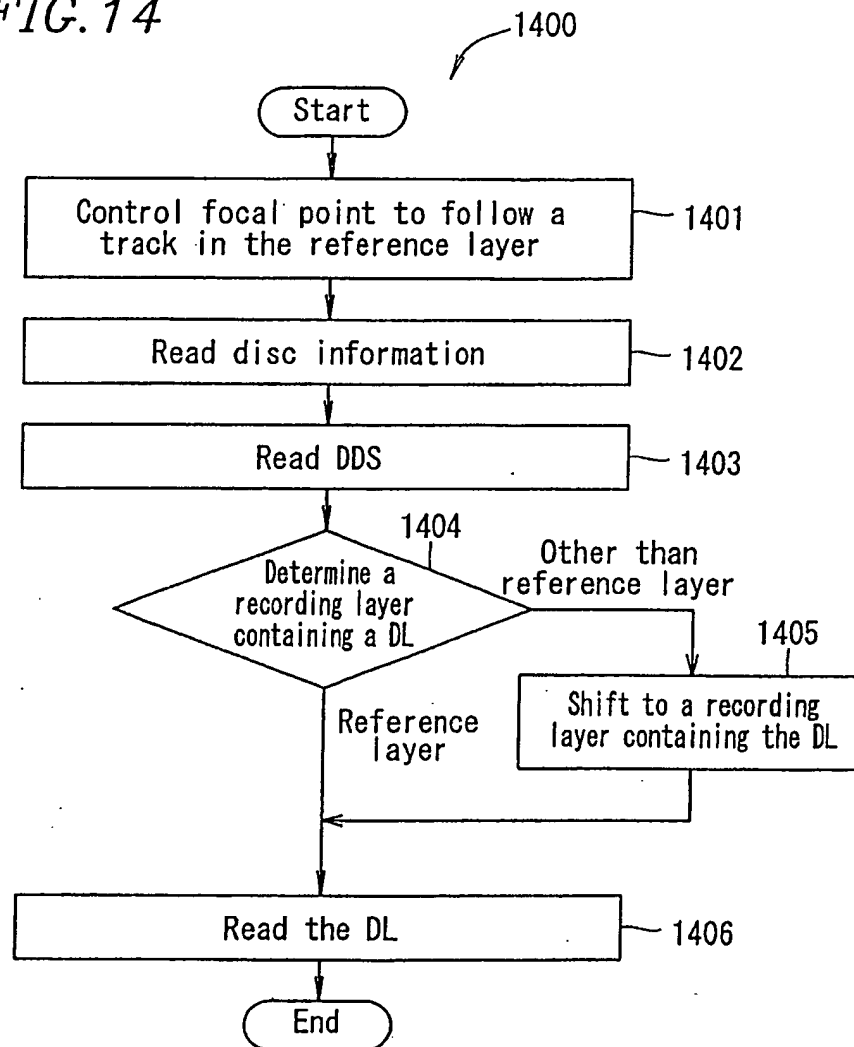 FIG. 14
1400
Start
Control focal point to follow a
track in the reference layer
1401
Read disc information
1402
Read DDS
1403
1404
Determine a
recording layer
containing a DL
Other than
reference layer
1405
Shift to a recording
layer containing the DL
Reference
layer
Read the DL
1406
End